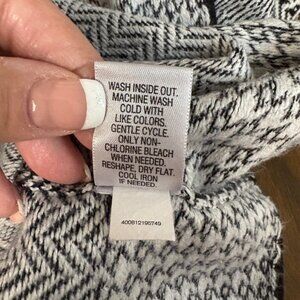 WASH INSIDE OUT.
MACHINE WASH
COLD WITH
LIKE COLORS.
GENTLE CYCLE.
ONLY NON-
CHLORINE BLEACH
WHEN NEEDED.
RESHAPE, DRY FLAT.
COOL IRON
IF NEEDED.
400812195749